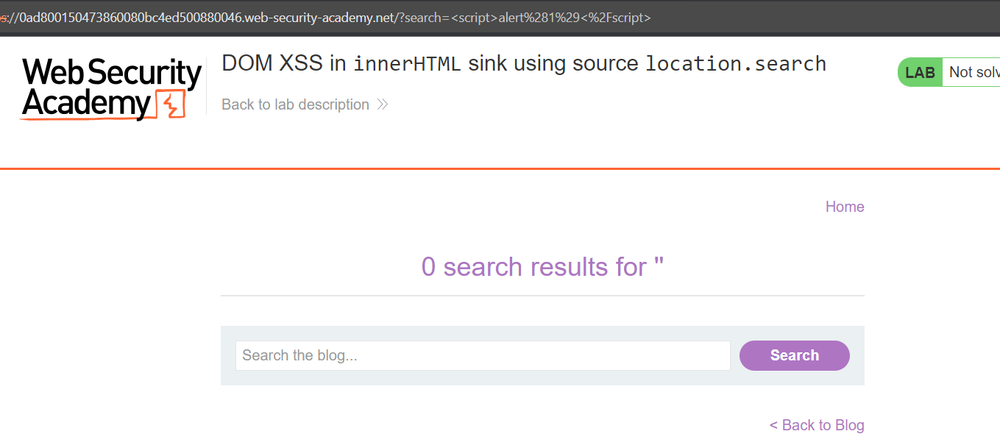 s://0ad800150473860080bc4ed500880046.web-security-academy.net/?search=<script>alert%281%29<%2Fscript>
Web Security
Academy
DOM XSS in innerHTML sink using source location.search
Back to lab description
LAB Not solv
Home
0 search results for ''
Search the blog...
Search
< Back to Blog